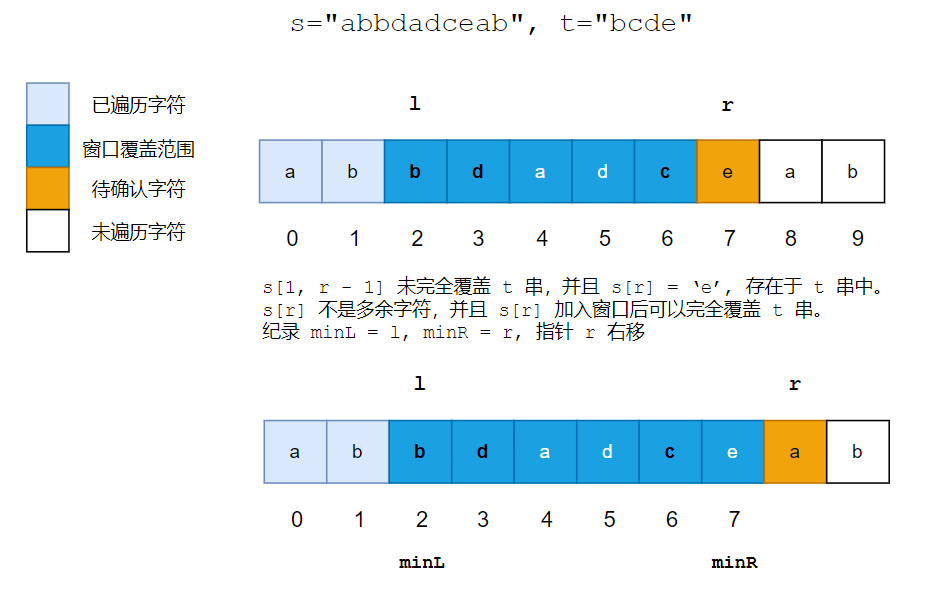 s="abbdadceab", t="bcde"
已遍历字符
窗口覆盖范围
待确认字符
未遍历字符
l r
a b b d a d c e a b
0 1 2 3 4 5 6 7 8 9
s[l, r - 1] 未完全覆盖 t 串, 并且 s[r] = ‘e’, 存在于 t 串中。
s[r] 不是多余字符, 并且 s[r] 加入窗口后可以完全覆盖 t 串。
纪录 minL = l, minR = r, 指针 r 右移
l r
a b b d a d c e a b
0 1 2 3 4 5 6 7
minL minR